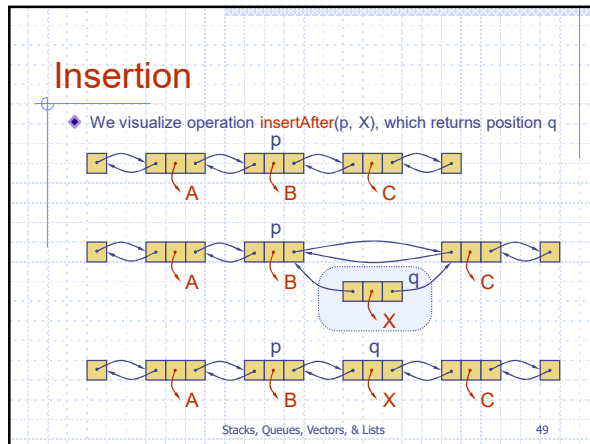 Insertion
We visualize operation insertAfter(p, X), which returns position q
p
A B C
p
A B C
q
X
p q
A B X C
Stacks, Queues, Vectors, & Lists 49